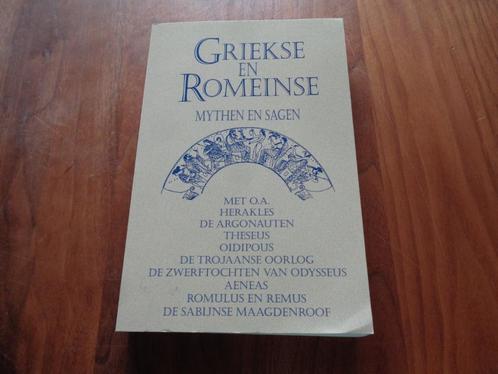 GRIEKSE
EN
ROMEINSE
MYTHEN EN SAGEN
MET O.A.
HERAKLES
DE ARGONAUTEN
THESEUS
OIDIPOUS
DE TROJAANSE OORLOG
DE ZWERFTOCHTEN VAN ODYSSEUS
AENEAS
ROMULUS EN REMUS
DE SABIJNSE MAAGDENROOF